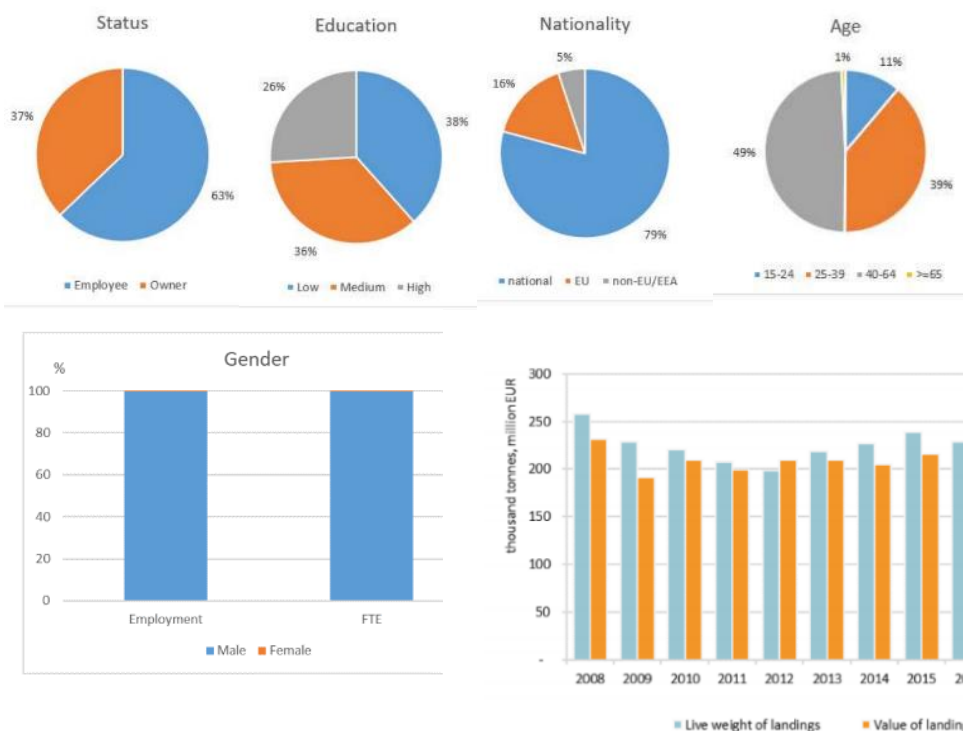 Status
37%
63%
Employee Owner
Education
26%
38%
36%
Low Medium High
Nationality
5%
16%
79%
national EU non-EU/EEA
Age
1%
11%
49%
39%
15-24 25-39 40-64 >=65
Gender
%
100
80
60
40
20
0
Employment FTE
Male Female
thousand tonnes, million EUR
300
250
200
150
100
50
-
2008 2009 2010 2011 2012 2013 2014 2015
Live weight of landings Value of landin